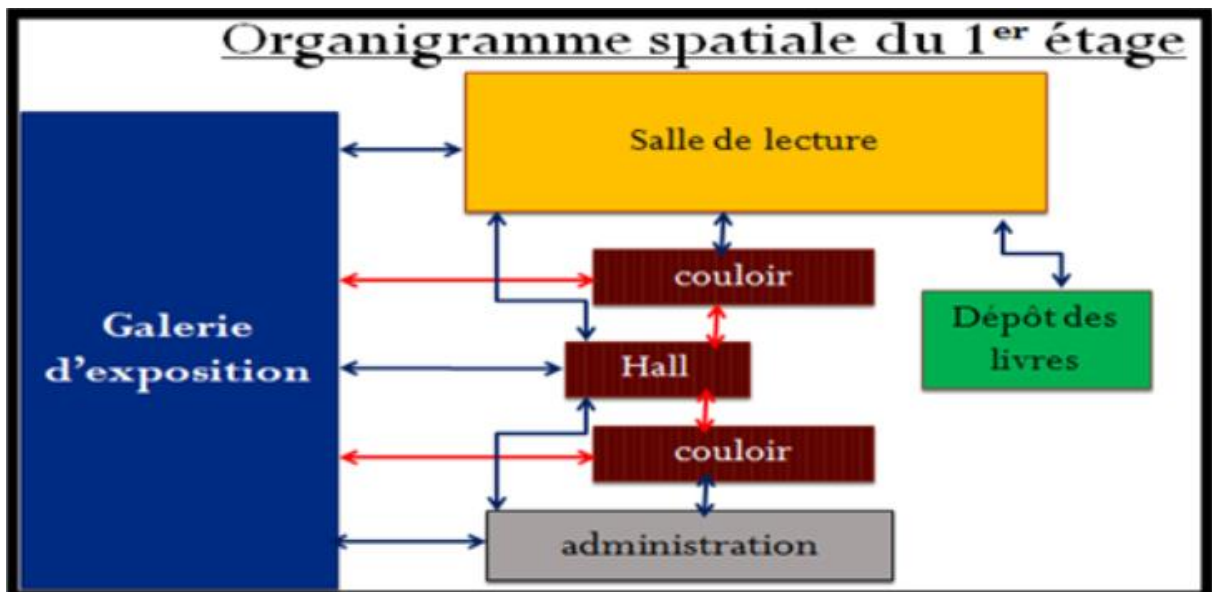 Organigramme spatiale du 1er étage
Salle de lecture
couloir
Galerie
d'exposition
Dépôt des
livres
Hall
couloir
administration